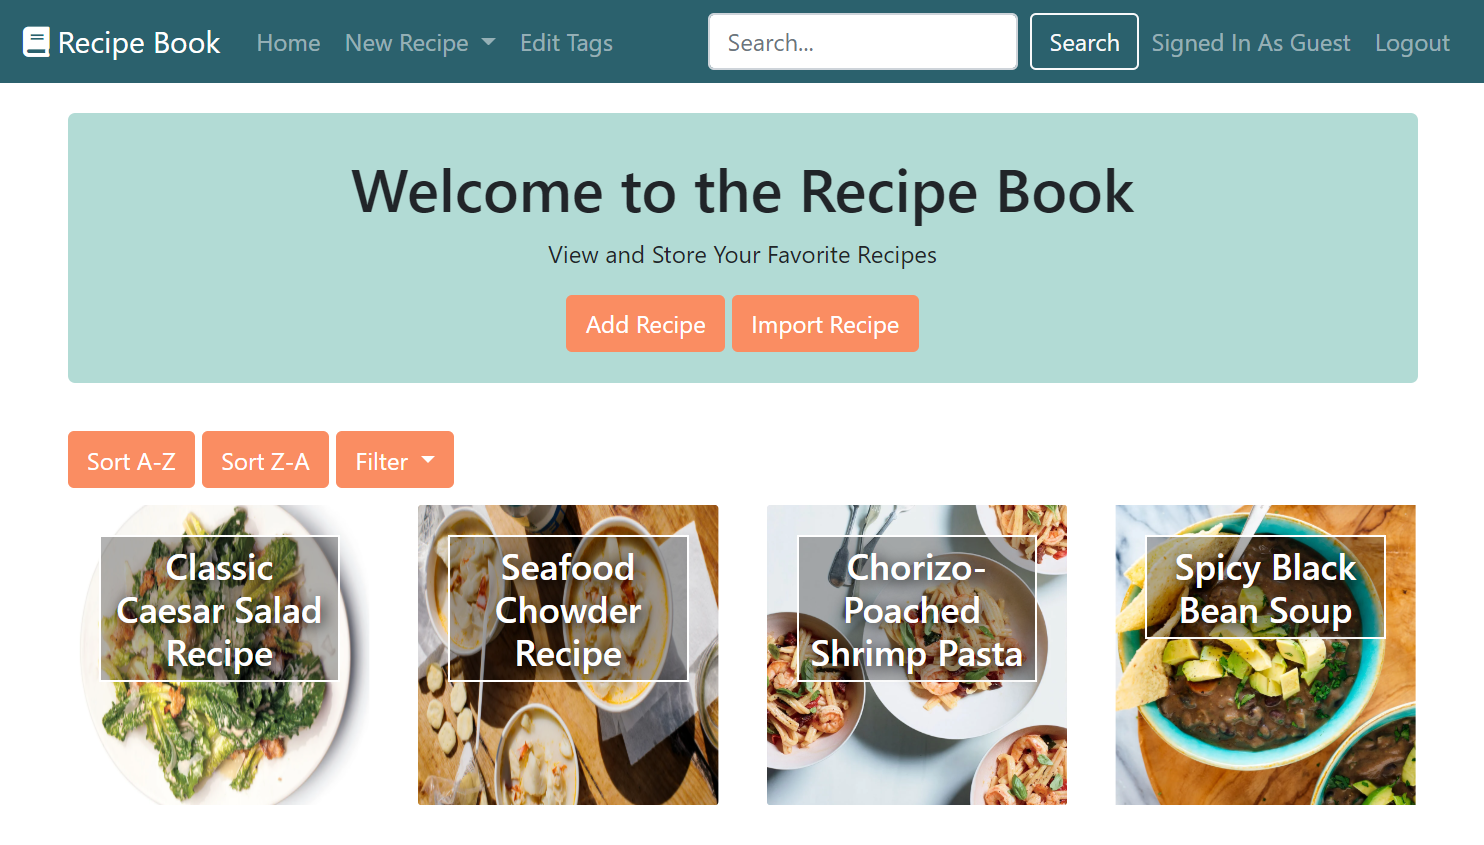 Recipe Book Home New Recipe Edit Tags Search... Search Signed In As Guest Logout
Welcome to the Recipe Book
View and Store Your Favorite Recipes
Add Recipe Import Recipe
Sort A-Z Sort Z-A Filter
Classic
Caesar Salad
Recipe
Seafood
Chowder
Recipe
Chorizo-
Poached
Shrimp Pasta
Spicy Black
Bean Soup